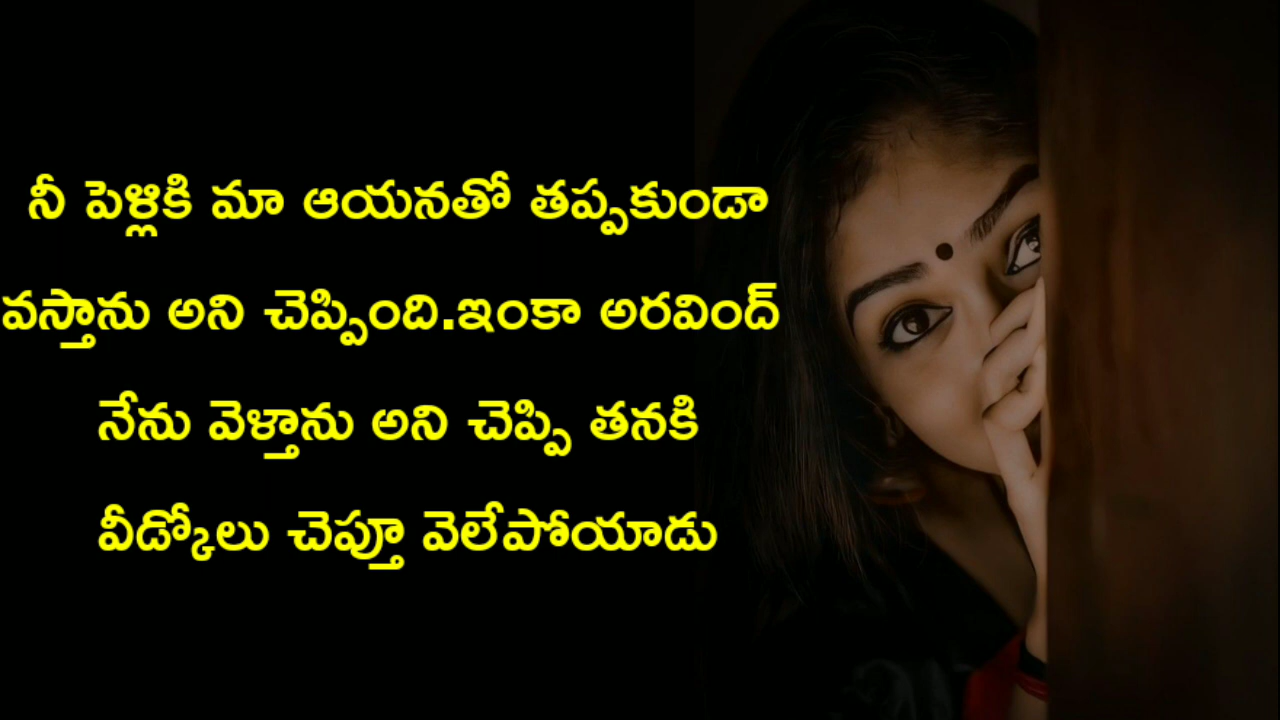 నీ పెళ్లికి మా ఆయనతో తప్పకుండా
వస్తాను అని చెప్పింది.ఇంకా అరవింద్
నేను వెళ్తాను అని చెప్పి తనకి
వీడ్కోలు చెప్తూ వెలేపోయాడు